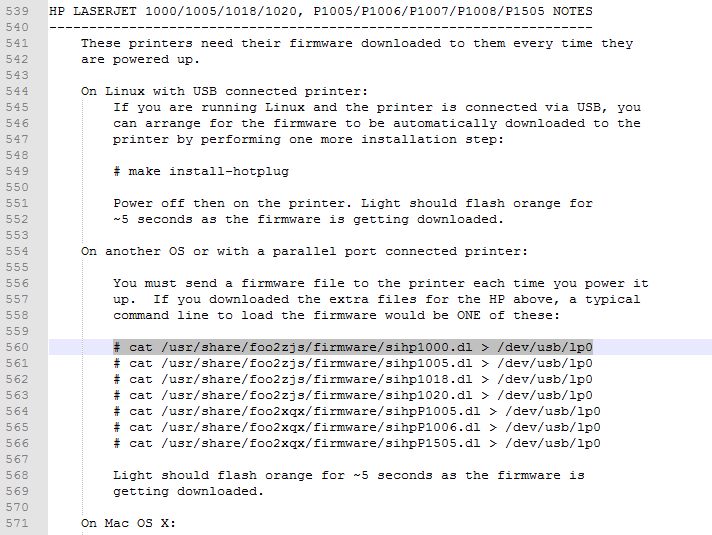 539 HP LASERJET 1000/1005/1018/1020, P1005/P1006/P1007/P1008/P1505 NOTES
540 --------------------------------------------------------------------
541 These printers need their firmware downloaded to them every time they
542 are powered up.
543
544 On Linux with USB connected printer:
545 If you are running Linux and the printer is connected via USB, you
546 can arrange for the firmware to be automatically downloaded to the
547 printer by performing one more installation step:
548
549 # make install-hotplug
550
551 Power off then on the printer. Light should flash orange for
552 ~5 seconds as the firmware is getting downloaded.
553
554 On another OS or with a parallel port connected printer:
555
556 You must send a firmware file to the printer each time you power it
557 up.  If you downloaded the extra files for the HP above, a typical
558 command line to load the firmware would be ONE of these:
559
560 # cat /usr/share/foo2zjs/firmware/sihp1000.dl > /dev/usb/lp0
561 # cat /usr/share/foo2zjs/firmware/sihp1005.dl > /dev/usb/lp0
562 # cat /usr/share/foo2zjs/firmware/sihp1018.dl > /dev/usb/lp0
563 # cat /usr/share/foo2zjs/firmware/sihp1020.dl > /dev/usb/lp0
564 # cat /usr/share/foo2xqx/firmware/sihpP1005.dl > /dev/usb/lp0
565 # cat /usr/share/foo2xqx/firmware/sihpP1006.dl > /dev/usb/lp0
566 # cat /usr/share/foo2xqx/firmware/sihpP1505.dl > /dev/usb/lp0
567
568 Light should flash orange for ~5 seconds as the firmware is
569 getting downloaded.
570
571 On Mac OS X: